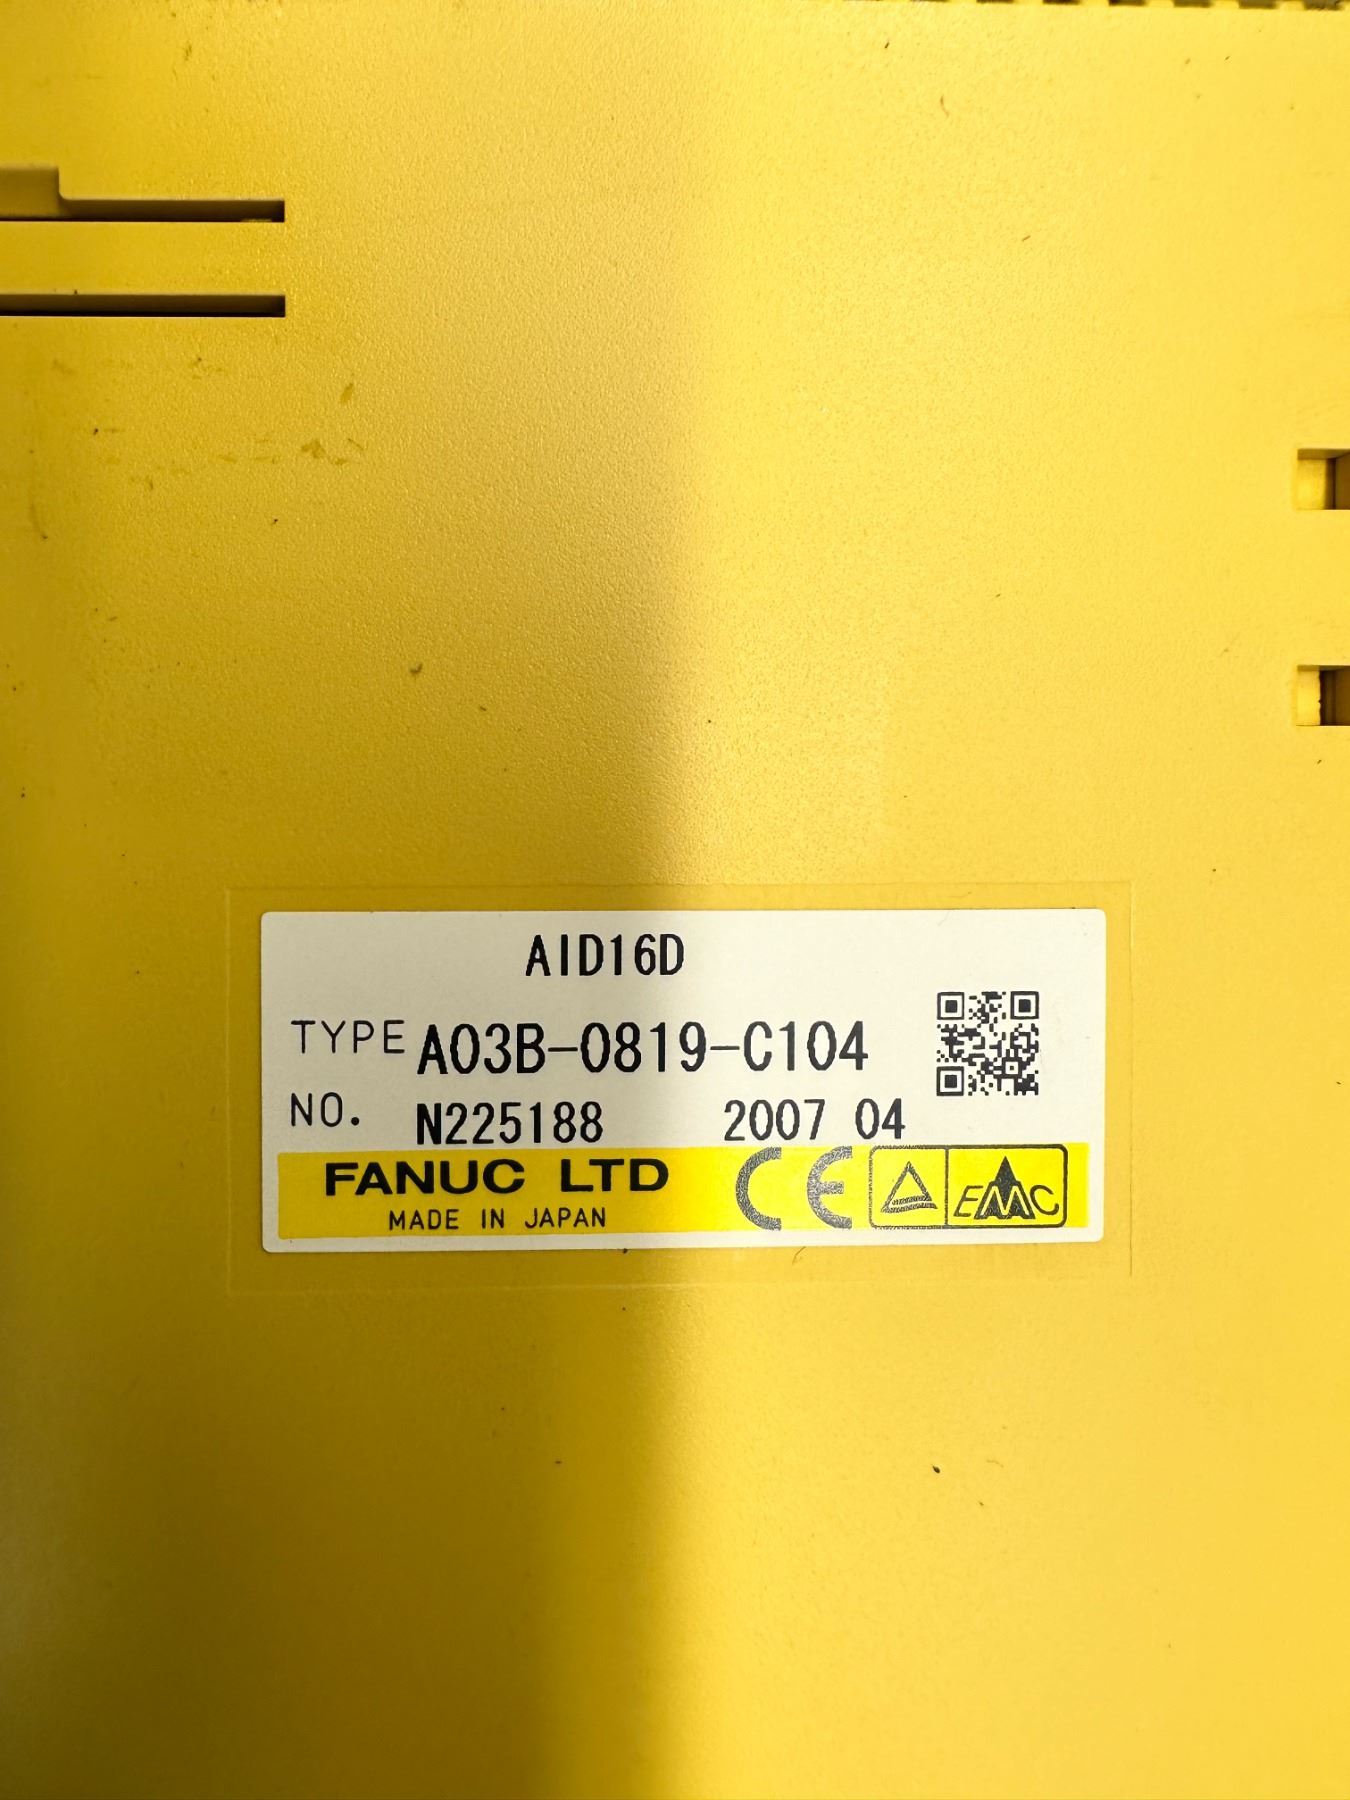 AID16D
TYPE A03B-0819-C104
NO. N225188 2007 04
FANUC LTD CE EMC
MADE IN JAPAN